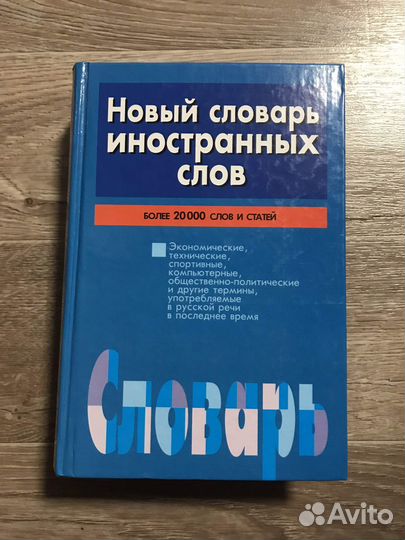 Новый словарь
иностранных
слов
БОЛЕЕ 20000 СЛОВ И СТАТЕЙ
Экономические,
технические,
спортивные,
компьютерные,
общественно-политические
и другие термины,
употребляемые
в русской речи
в последнее время
Словарь
Avito